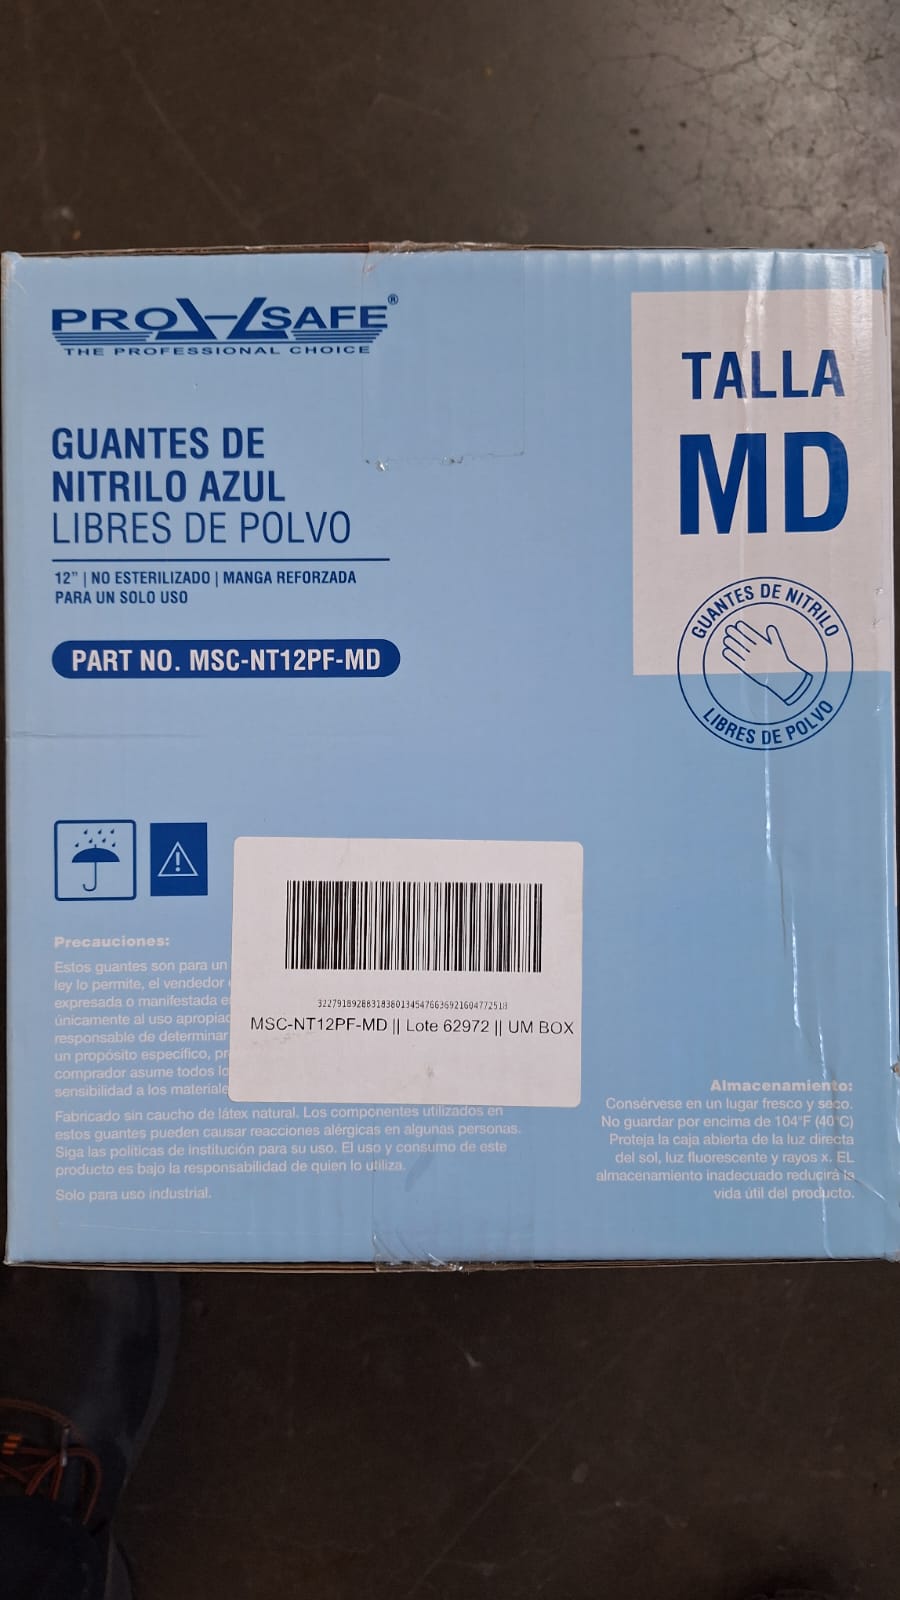 PRO SAFE®
THE PROFESSIONAL CHOICE
GUANTES DE
NITRILO AZUL
LIBRES DE POLVO
12” | NO ESTERILIZADO | MANGA REFORZADA
PARA UN SOLO USO
PART NO. MSC-NT12PF-MD
TALLA
MD
GUANTES DE NITRILO
LIBRES DE POLVO
Precauciones:
Estos guantes son para un
ley lo permite, el vendedor
expresada o manifestada
únicamente al uso
responsable de determinar
un propósito específico,
comprador asume todos
sensibilidad a los
Fabricado sin caucho de látex natural. Los componentes utilizados en
estos guantes pueden causar reacciones alérgicas en algunas personas.
Siga las políticas de institución para su uso. El uso y consumo de este
producto es bajo la responsabilidad de quien lo utiliza.
Solo para uso industrial.
MSC-NT12PF-MD || Lote 62972 || UM BOX
Almacenamiento:
Consérvese en un lugar fresco y seco.
No guardar por encima de 104°F (40°C)
Proteja la caja abierta de la luz directa
del sol, luz fluorescente y rayos x. EL
almacenamiento inadecuado reducirá la
vida útil del producto.